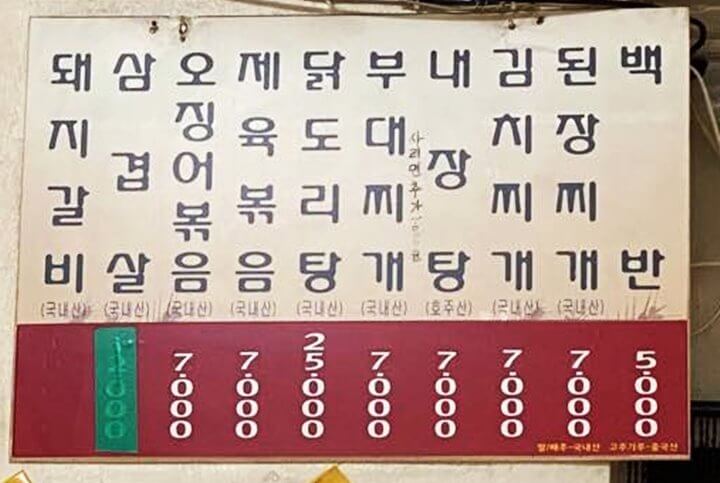 돼지갈비
(국내산)
삼겹살
(국내산)
오징어볶음
(국내산)
7.000
제육볶음
(국내산)
7.000
닭도리탕
(국내산)
25.000
부대찌개
(국내산)
7.000
사리면추가
내장탕
(호주산)
7.000
김치찌개
(국내산)
7.000
된장찌개
(국내산)
7.000
백반
5.000
쌀/배추-국내산 고추가루-중국산